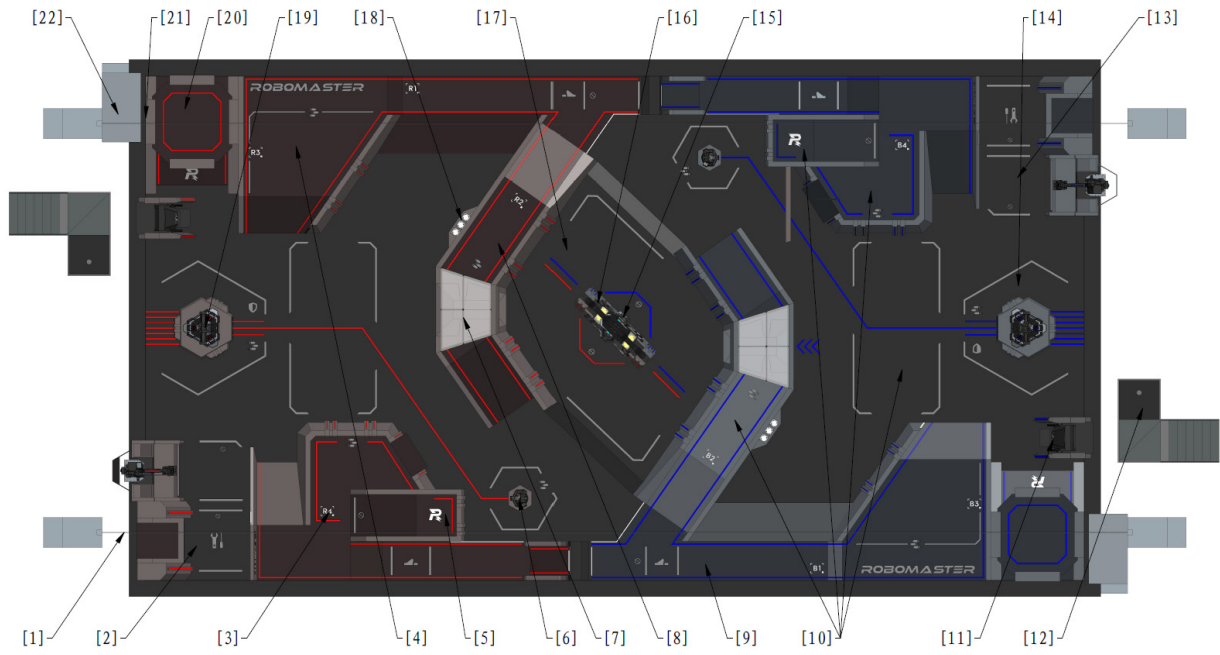 [22] [21] [20] [19] [18] [17] [16] [15] [14] [13]
ROBOMASTER R1
R3 R B4
R
R2
B2
R4 R B3
R
B1 ROBOMASTER
[1] [2] [3] [4] [5] [6] [7] [8] [9] [10] [11] [12]